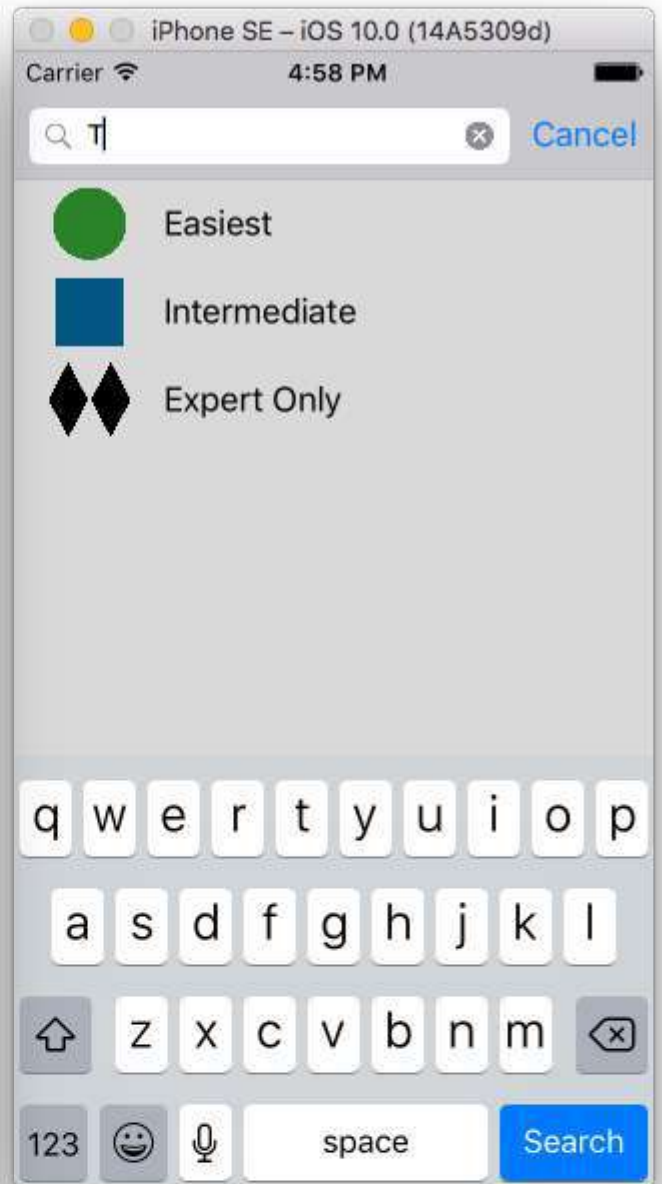 iPhone SE – iOS 10.0 (14A5309d)
Carrier 4:58 PM
T Cancel
Easiest
Intermediate
Expert Only
q w e r t y u i o p
a s d f g h j k l
z x c v b n m
123 space Search